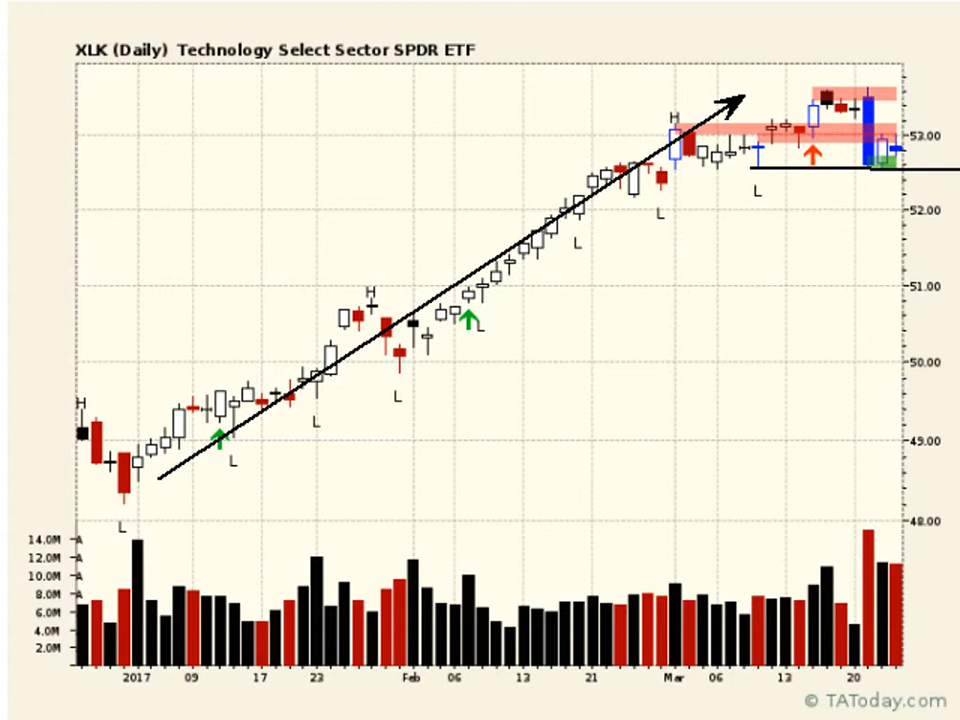 XLK (Daily) Technology Select Sector SPDR ETF
H
53.00
L
52.00
L
L
51.00
H
L
50.00
L
H
L
49.00
L
L
48.00
14.0M
12.0M
10.0M
8.0M
6.0M
4.0M
2.0M
2017 09 17 23 Feb 06 13 21 Mar 06 13 20
© TAToday.com